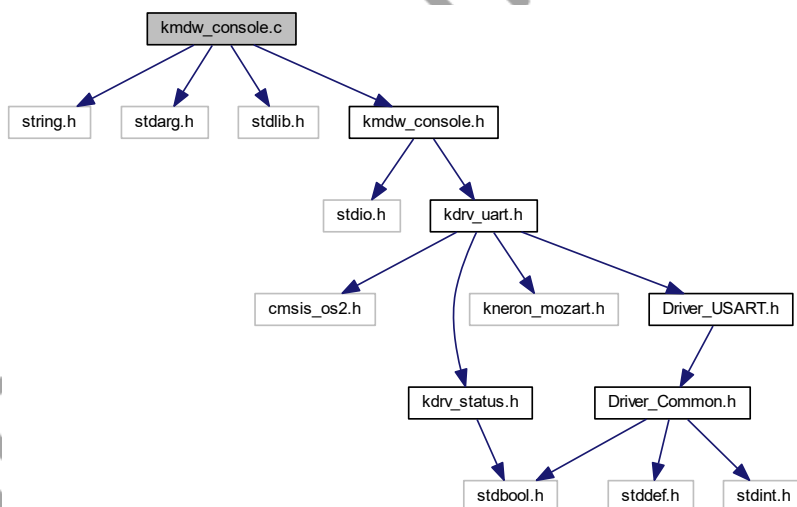 kmdw_console.c
string.h
stdarg.h
stdlib.h
kmdw_console.h
stdio.h
kdrv_uart.h
cmsis_os2.h
kneron_mozart.h
Driver_USART.h
kdrv_status.h
Driver_Common.h
stdbool.h
stddef.h
stdint.h